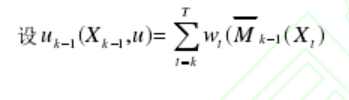 设 u_{k-1}(X_{k-1},u)= \sum_{t=k}^{T} w_t(\overline{M}_{k-1}(X_t)